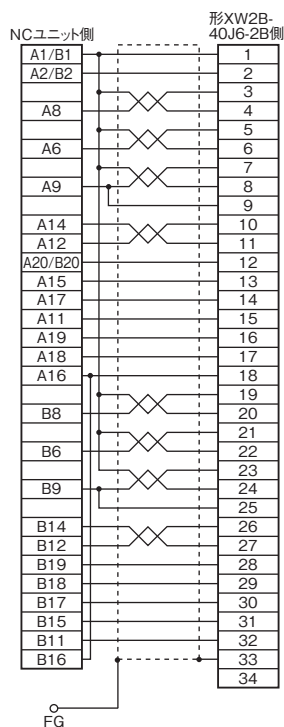 形XW2B-
NCユニット側 40J6-2B側
A1/B1 1
A2/B2 2
3
A8 4
5
A6 6
7
A9 8
9
A14 10
A12 11
A20/B20 12
A15 13
A17 14
A11 15
A19 16
A18 17
A16 18
19
B8 20
21
B6 22
23
B9 24
25
B14 26
B12 27
B19 28
B18 29
B17 30
B15 31
B11 32
B16 33
34
FG